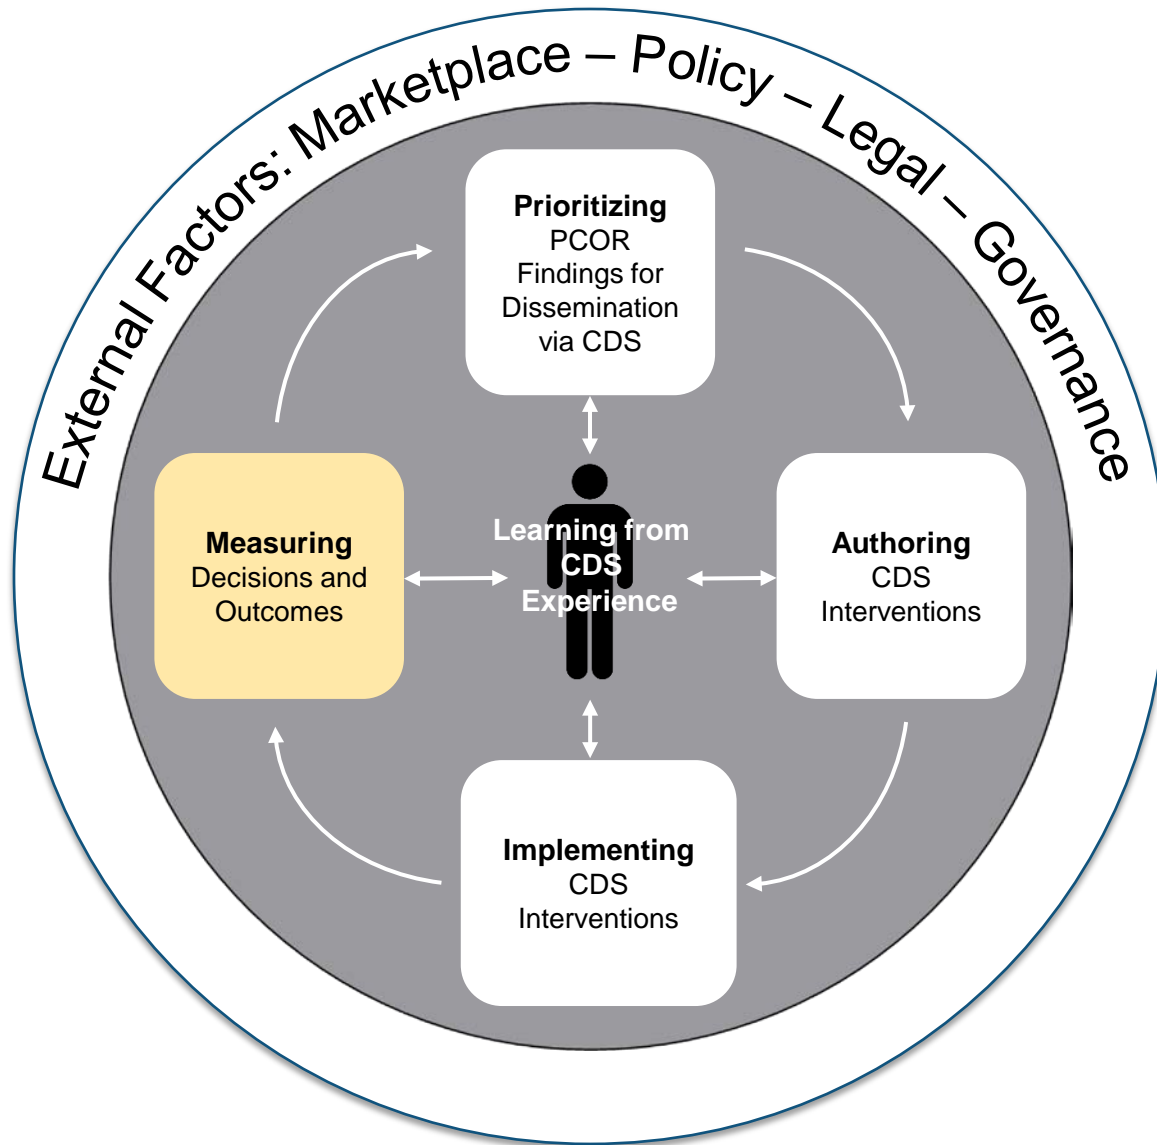 External Factors: Marketplace – Policy – Legal – Governance
Prioritizing
PCOR
Findings for
Dissemination
via CDS
Measuring
Decisions and
Outcomes
Learning from
CDS
Experience
Authoring
CDS
Interventions
Implementing
CDS
Interventions